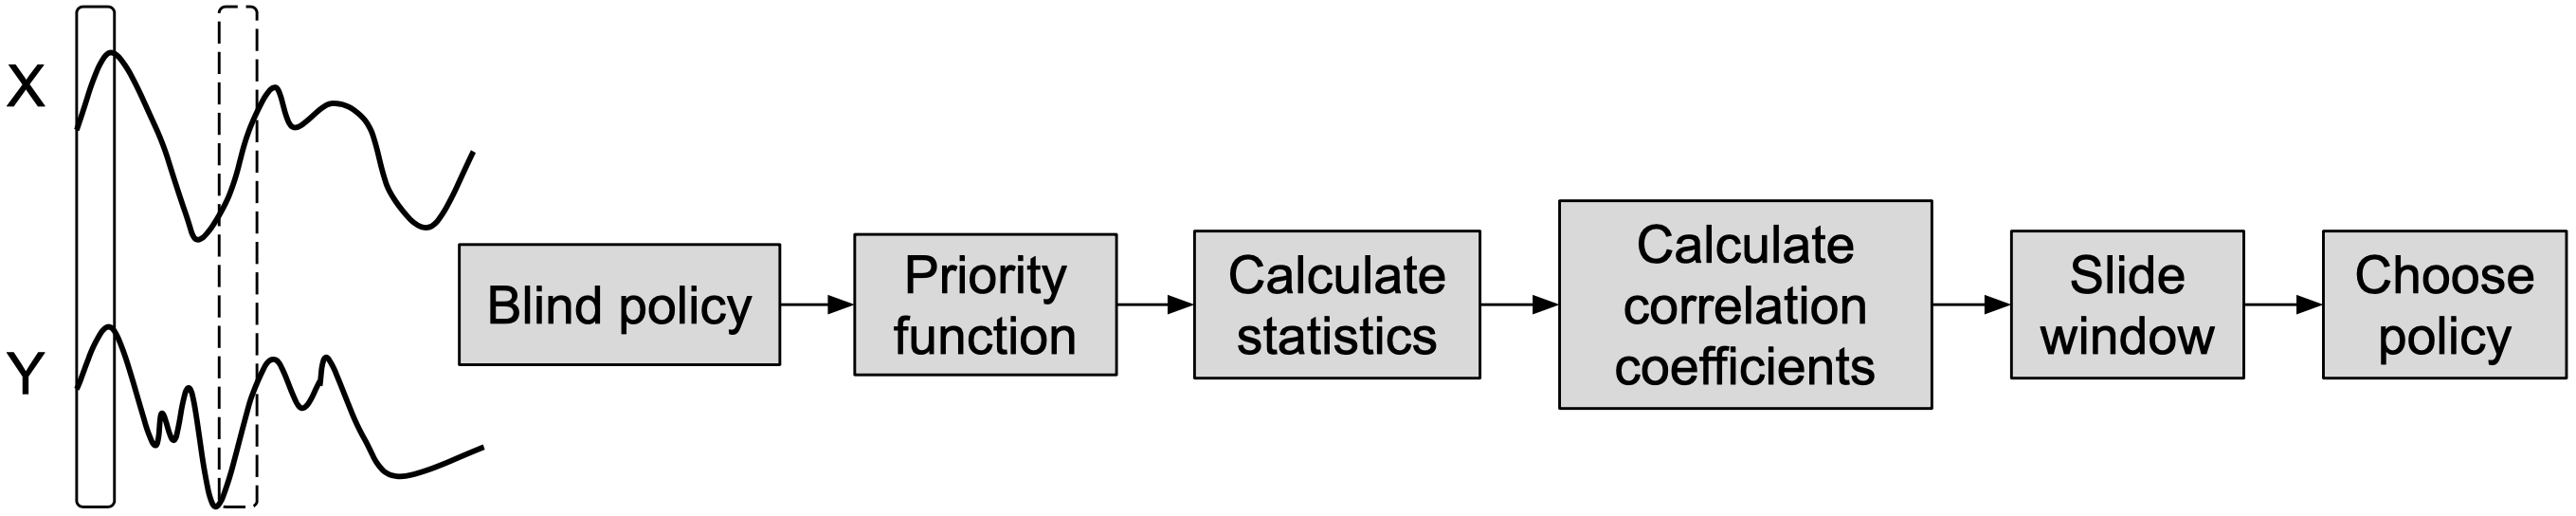 X
Y
Blind policy
Priority
function
Calculate
statistics
Calculate
correlation
coefficients
Slide
window
Choose
policy